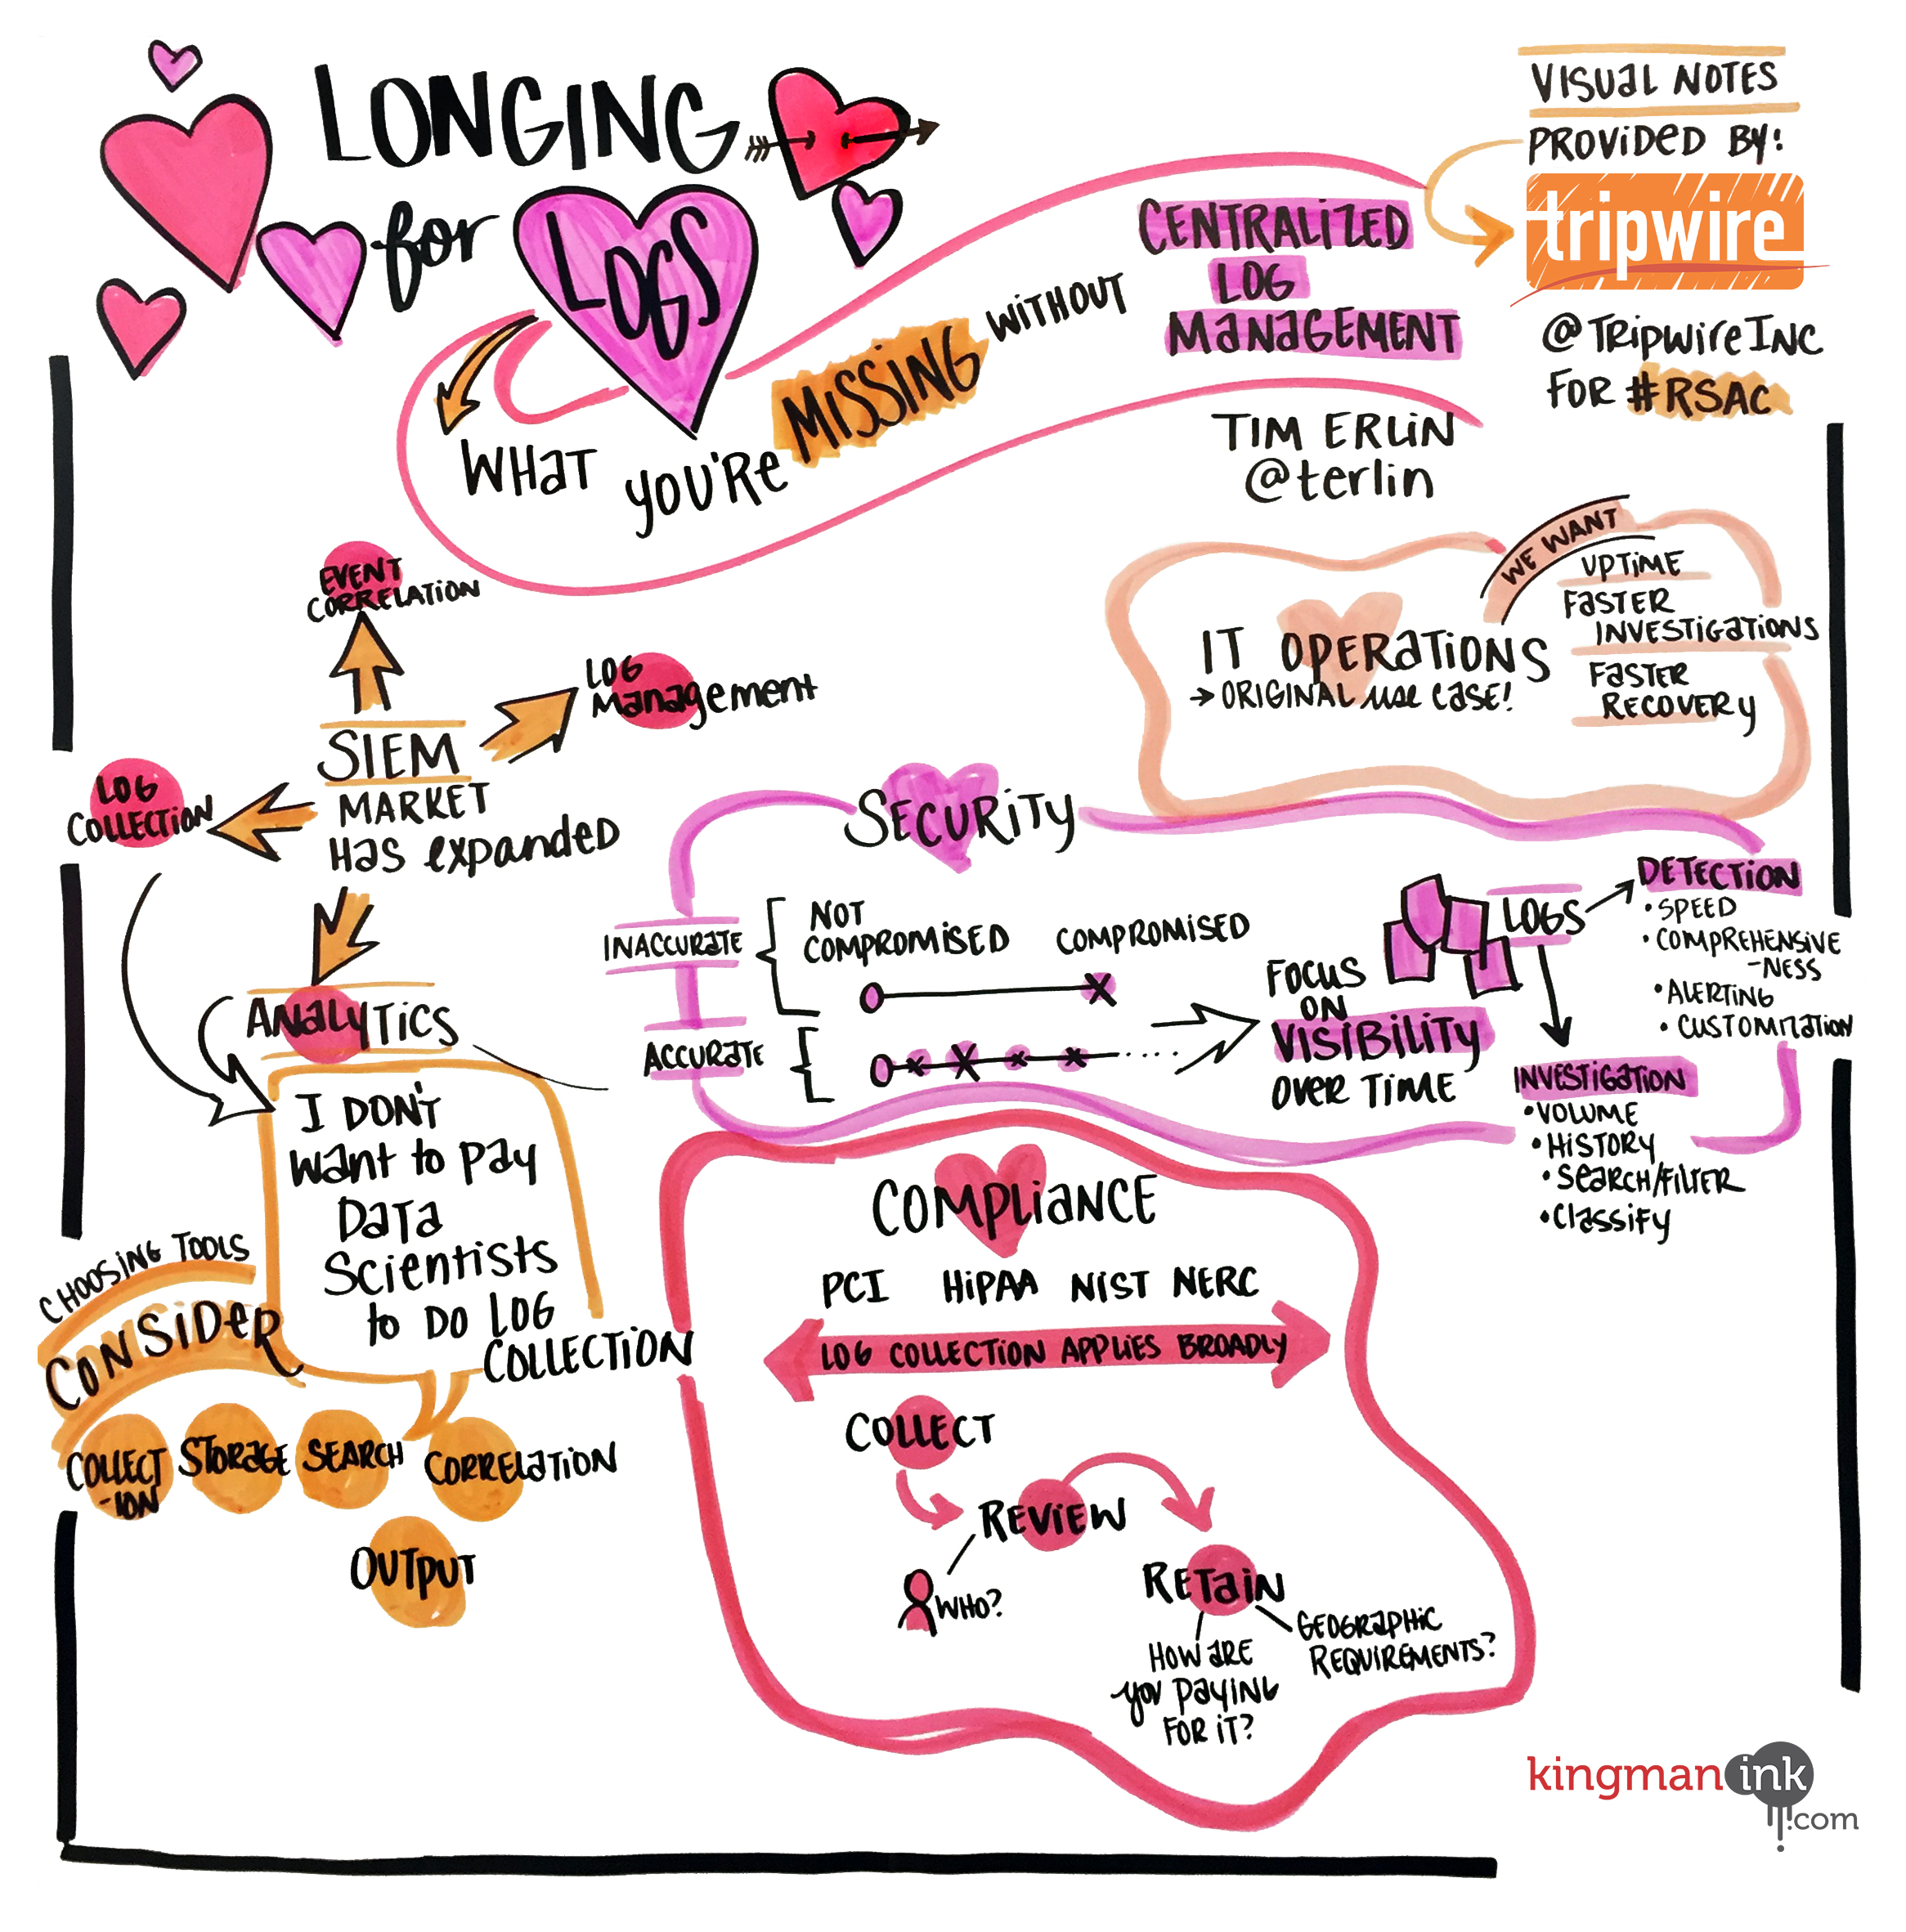 LONGING
for
LOGS
WHAT YOU'RE MISSING WITHOUT
CENTRALIZED
LOG
MANAGEMENT
TIM ERLIN
@terlin
VISUAL NOTES
PROVIDED BY:
tripwire
@TRIPWIREINC
FOR #RSAC
EVENT
CORRELATION
LOG
MANAGEMENT
SIEM
MARKET
HAS EXPANDED
LOG
COLLECTION
ANALYTICS
I DON'T
WANT TO PAY
DATA
SCIENTISTS
TO DO LOG
COLLECTION
CHOOSING TOOLS
CONSIDER
COLLECT
-ION
STORAGE
SEARCH
CORRELATION
OUTPUT
WE WANT
UPTIME
FASTER
INVESTIGATIONS
FASTER
RECOVERY
IT OPERATIONS
→ ORIGINAL USE CASE!
SECURITY
INACCURATE
NOT
COMPROMISED
COMPROMISED
ACCURATE
FOCUS
ON
VISIBILITY
OVER TIME
LOGS
DETECTION
• SPEED
• COMPREHENSIVE
-NESS
• ALERTING
• CUSTOMIZATION
INVESTIGATION
• VOLUME
• HISTORY
• SEARCH/FILTER
• CLASSIFY
COMPLIANCE
PCI HIPAA NIST NERC
LOG COLLECTION APPLIES BROADLY
COLLECT
REVIEW
WHO?
RETAIN
GEOGRAPHIC
REQUIREMENTS?
HOW ARE
YOU PAYING
FOR IT?
kingmanink
.com